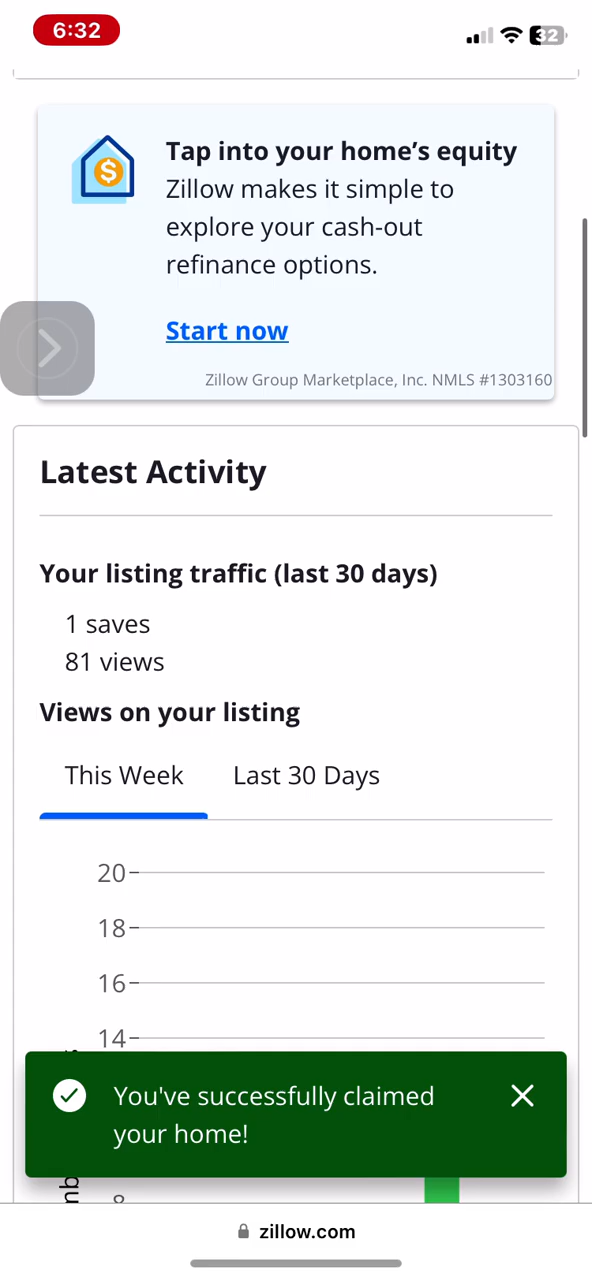 6:32
32
Tap into your home’s equity
Zillow makes it simple to
explore your cash-out
refinance options.
Start now
Zillow Group Marketplace, Inc. NMLS #1303160
Latest Activity
Your listing traffic (last 30 days)
1 saves
81 views
Views on your listing
This Week Last 30 Days
20
18
16
14
You've successfully claimed
your home!
zillow.com